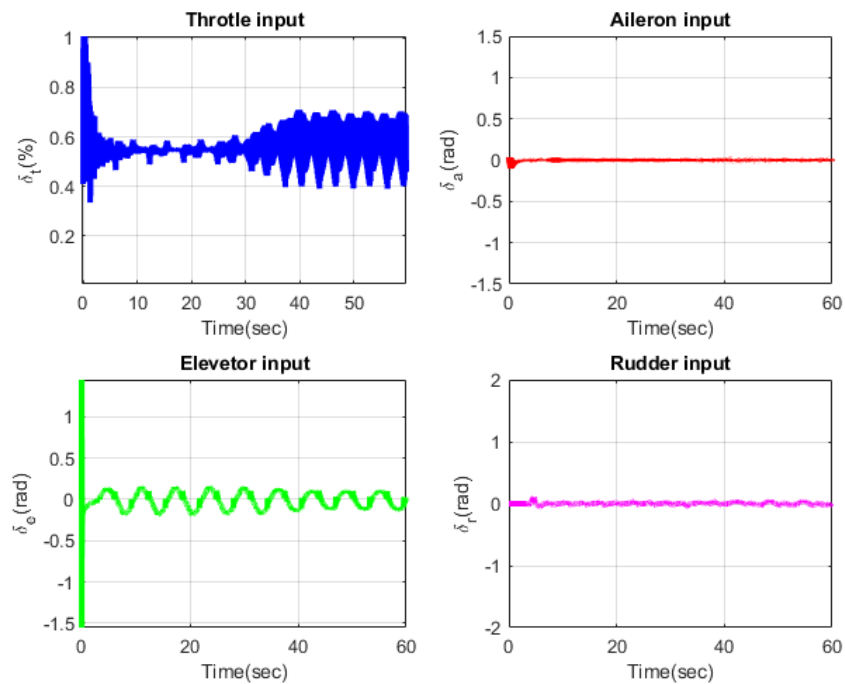 Throtle input
1
0.8
0.6
0.4
0.2
0 10 20 30 40 50
Time(sec)
δt(%)
Aileron input
1.5
1
0.5
0
-0.5
-1
-1.5
0 20 40 60
Time(sec)
δa(rad)
Elevetor input
1
0.5
0
-0.5
-1
-1.5
0 20 40 60
Time(sec)
δe(rad)
Rudder input
2
1
0
-1
-2
0 20 40 60
Time(sec)
δr(rad)